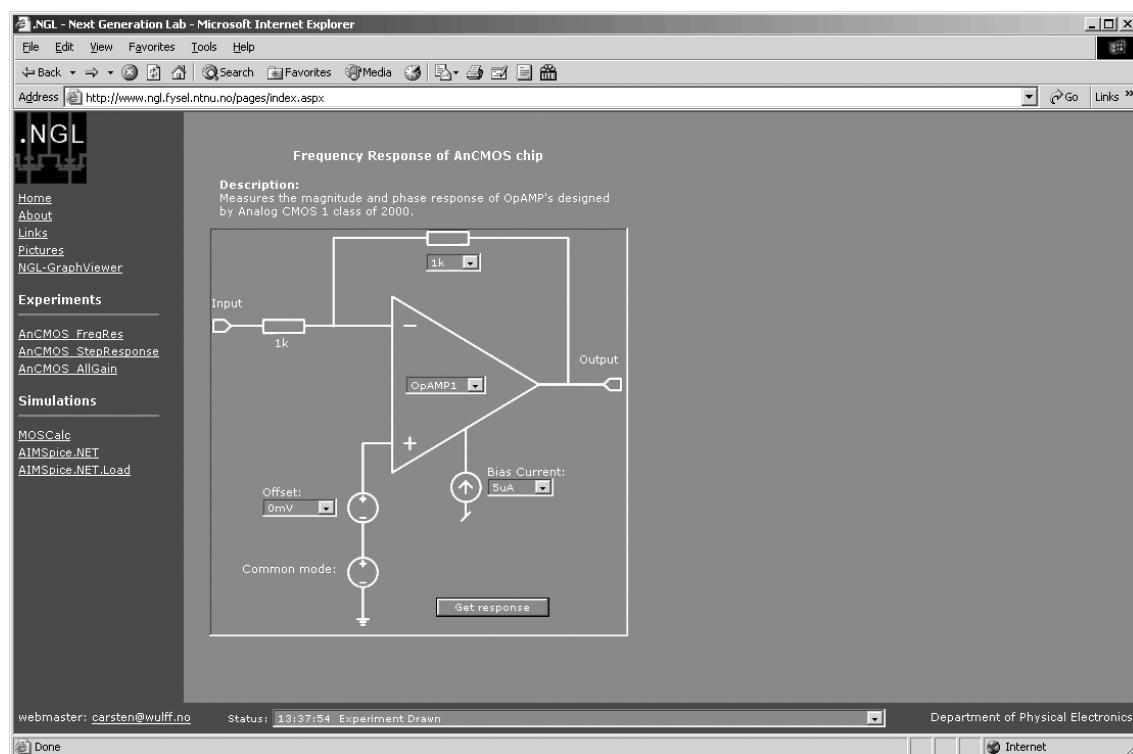 .NGL - Next Generation Lab - Microsoft Internet Explorer
File Edit View Favorites Tools Help
Back Search Favorites Media
Address http://www.ngl.fysel.ntnu.no/pages/index.aspx Go Links »
.NGL
Home
About
Links
Pictures
NGL-GraphViewer
Experiments
AnCMOS_FreqRes
AnCMOS_StepResponse
AnCMOS_AllGain
Simulations
MOSCalc
AIMSpice.NET
AIMSpice.NET.Load
Frequency Response of AnCMOS chip
Description:
Measures the magnitude and phase response of OpAMP's designed
by Analog CMOS 1 class of 2000.
1k
Input
1k
Output
OpAMP1
Bias Current:
5uA
Offset:
0mV
Common mode:
Get response
webmaster: carsten@wulff.no Status: 13:37:54 Experiment Drawn Department of Physical Electronics
Done Internet